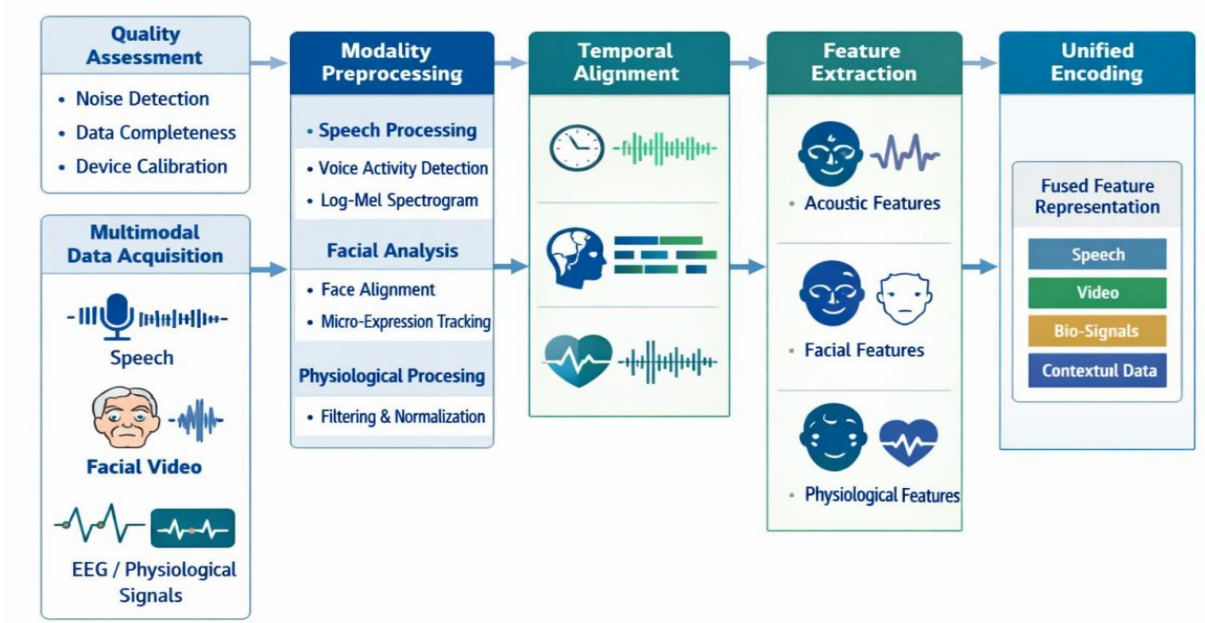 Quality
Assessment
• Noise Detection
• Data Completeness
• Device Calibration
Multimodal
Data Acquisition
Speech
Facial Video
EEG / Physiological
Signals
Modality
Preprocessing
• Speech Processing
• Voice Activity Detection
• Log-Mel Spectrogram
Facial Analysis
• Face Alignment
• Micro-Expression Tracking
Physiological Procesing
• Filtering & Normalization
Temporal
Alignment
Feature
Extraction
• Acoustic Features
• Facial Features
• Physiological Features
Unified
Encoding
Fused Feature
Representation
Speech
Video
Bio-Signals
Contextul Data